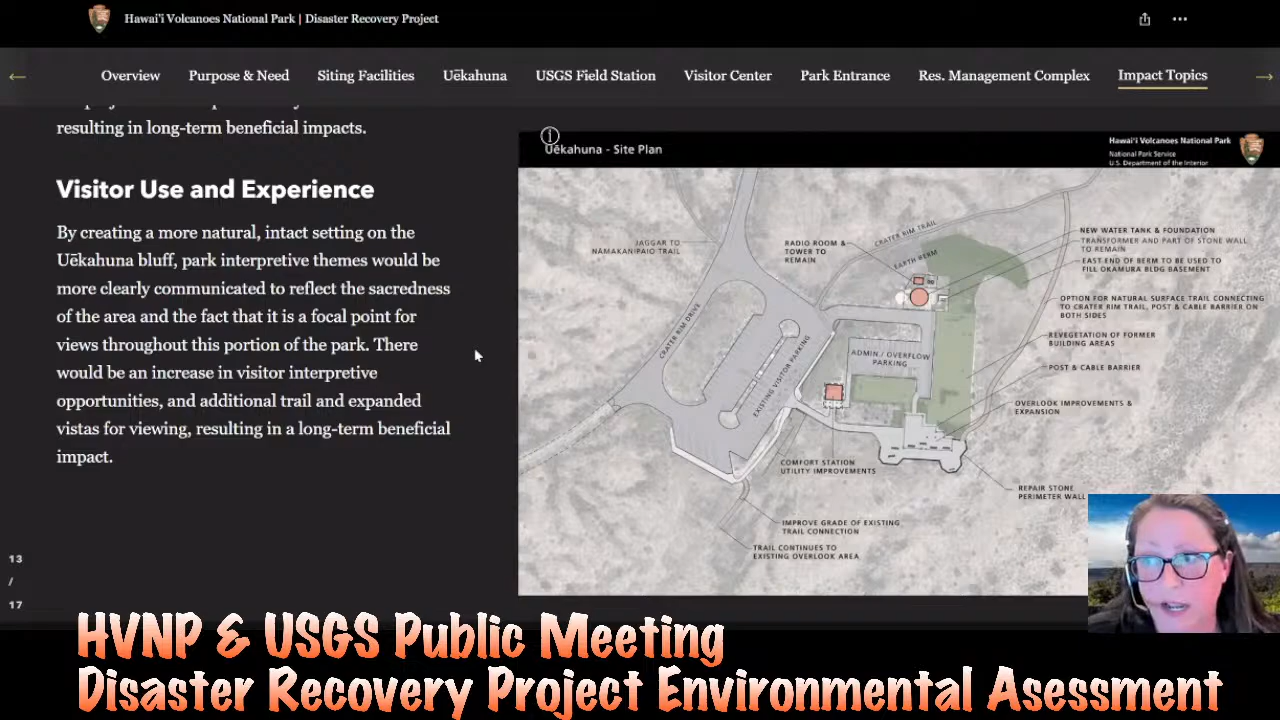 Hawai'i Volcanoes National Park | Disaster Recovery Project
Overview
Purpose & Need
Siting Facilities
Uēkahuna
USGS Field Station
Visitor Center
Park Entrance
Res. Management Complex
Impact Topics
resulting in long-term beneficial impacts.
Visitor Use and Experience
By creating a more natural, intact setting on the
Uēkahuna bluff, park interpretive themes would be
more clearly communicated to reflect the sacredness
of the area and the fact that it is a focal point for
views throughout this portion of the park. There
would be an increase in visitor interpretive
opportunities, and additional trail and expanded
vistas for viewing, resulting in a long-term beneficial
impact.
13
/
17
Uēkahuna - Site Plan
Hawai'i Volcanoes National Park
National Park Service
U.S. Department of the Interior
JAGGAR TO
NĀMAKANIPAIO TRAIL
RADIO ROOM &
TOWER TO
REMAIN
CRATER RIM TRAIL
EARTH BERM
NEW WATER TANK & FOUNDATION
TRANSFORMER AND PART OF STONE WALL
TO REMAIN
EAST END OF BERM TO BE USED TO
FILL OKAMURA BLDG BASEMENT
OPTION FOR NATURAL SURFACE TRAIL CONNECTING
TO CRATER RIM TRAIL, POST & CABLE BARRIER ON
BOTH SIDES
REVEGETATION OF FORMER
BUILDING AREAS
POST & CABLE BARRIER
OVERLOOK IMPROVEMENTS &
EXPANSION
CRATER RIM DRIVE
EXISTING VISITOR PARKING
ADMIN / OVERFLOW
PARKING
COMFORT STATION
UTILITY IMPROVEMENTS
REPAIR STONE
PERIMETER WALL
IMPROVE GRADE OF EXISTING
TRAIL CONNECTION
TRAIL CONTINUES TO
EXISTING OVERLOOK AREA
HVNP & USGS Public Meeting
Disaster Recovery Project Environmental Asessment